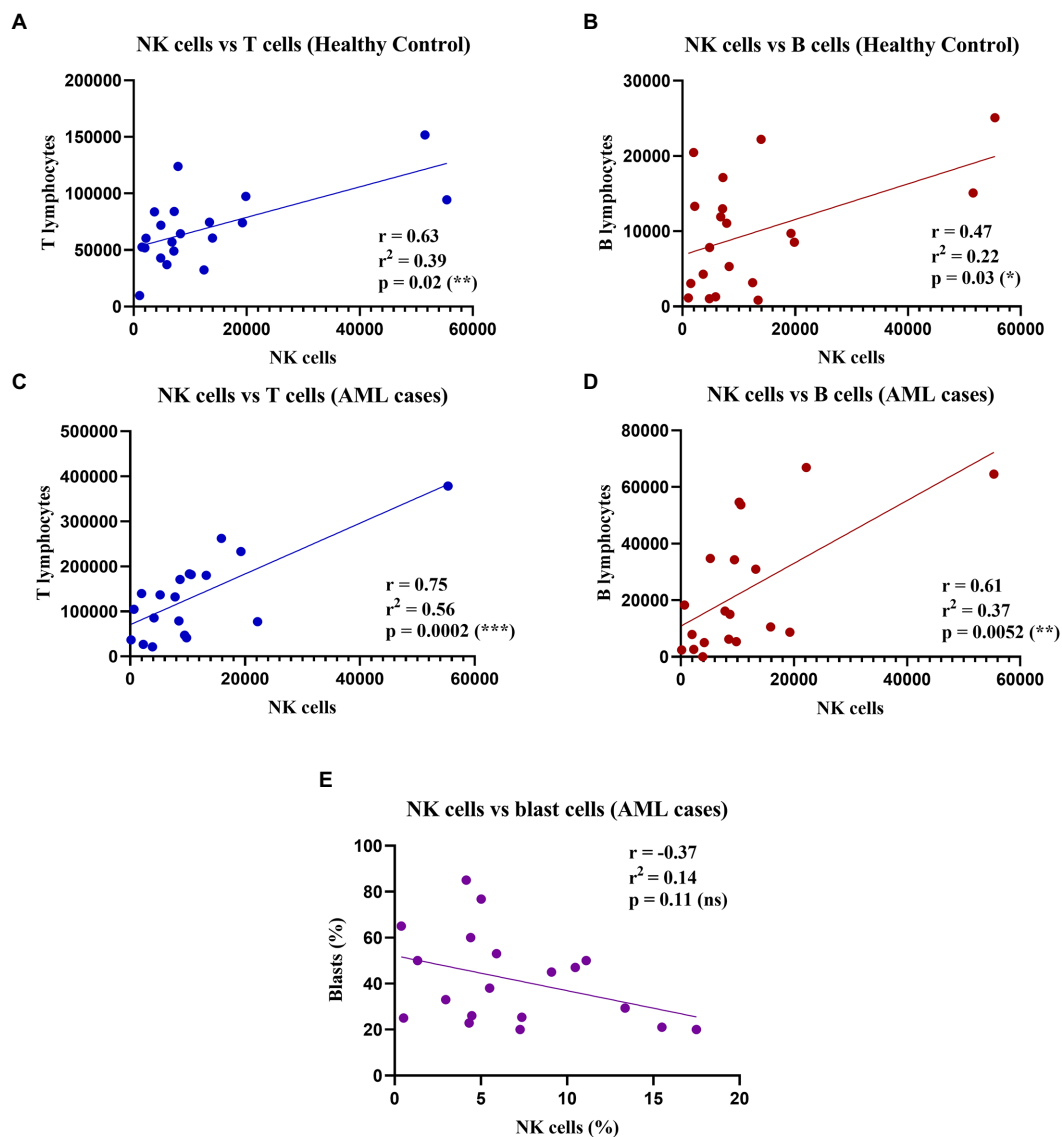 A
NK cells vs T cells (Healthy Control)
200000
150000
100000
50000
0
T lymphocytes
r = 0.63
r² = 0.39
p = 0.02 (**)
0 20000 40000 60000
NK cells
B
NK cells vs B cells (Healthy Control)
30000
20000
10000
0
B lymphocytes
r = 0.47
r² = 0.22
p = 0.03 (*)
0 20000 40000 60000
NK cells
C
NK cells vs T cells (AML cases)
500000
400000
300000
200000
100000
0
T lymphocytes
r = 0.75
r² = 0.56
p = 0.0002 (***)
0 20000 40000 60000
NK cells
D
NK cells vs B cells (AML cases)
80000
60000
40000
20000
0
B lymphocytes
r = 0.61
r² = 0.37
p = 0.0052 (**)
0 20000 40000 60000
NK cells
E
NK cells vs blast cells (AML cases)
100
80
60
40
20
0
Blasts (%)
r = -0.37
r² = 0.14
p = 0.11 (ns)
0 5 10 15 20
NK cells (%)